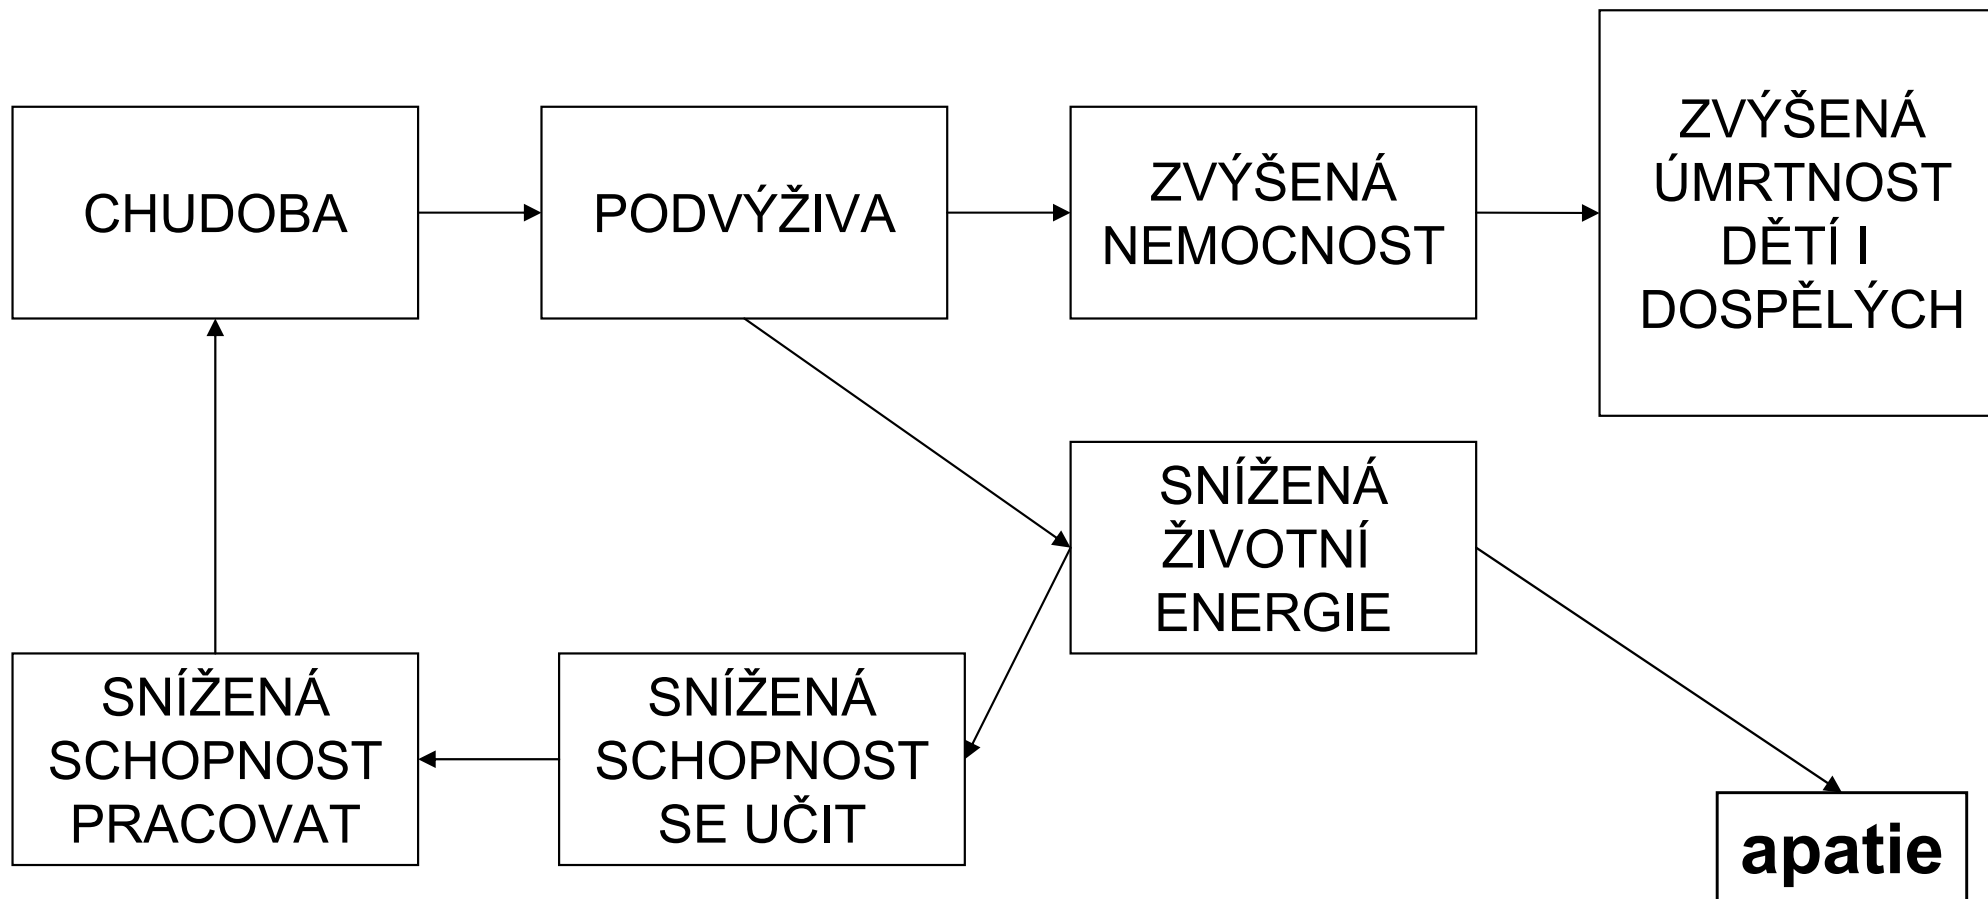 CHUDOBA
PODVÝŽIVA
ZVÝŠENÁ
NEMOCNOST
ZVÝŠENÁ
ÚMRTNOST
DĚTÍ I
DOSPĚLÝCH
SNÍŽENÁ
ŽIVOTNÍ
ENERGIE
SNÍŽENÁ
SCHOPNOST
PRACOVAT
SNÍŽENÁ
SCHOPNOST
SE UČIT
apatie